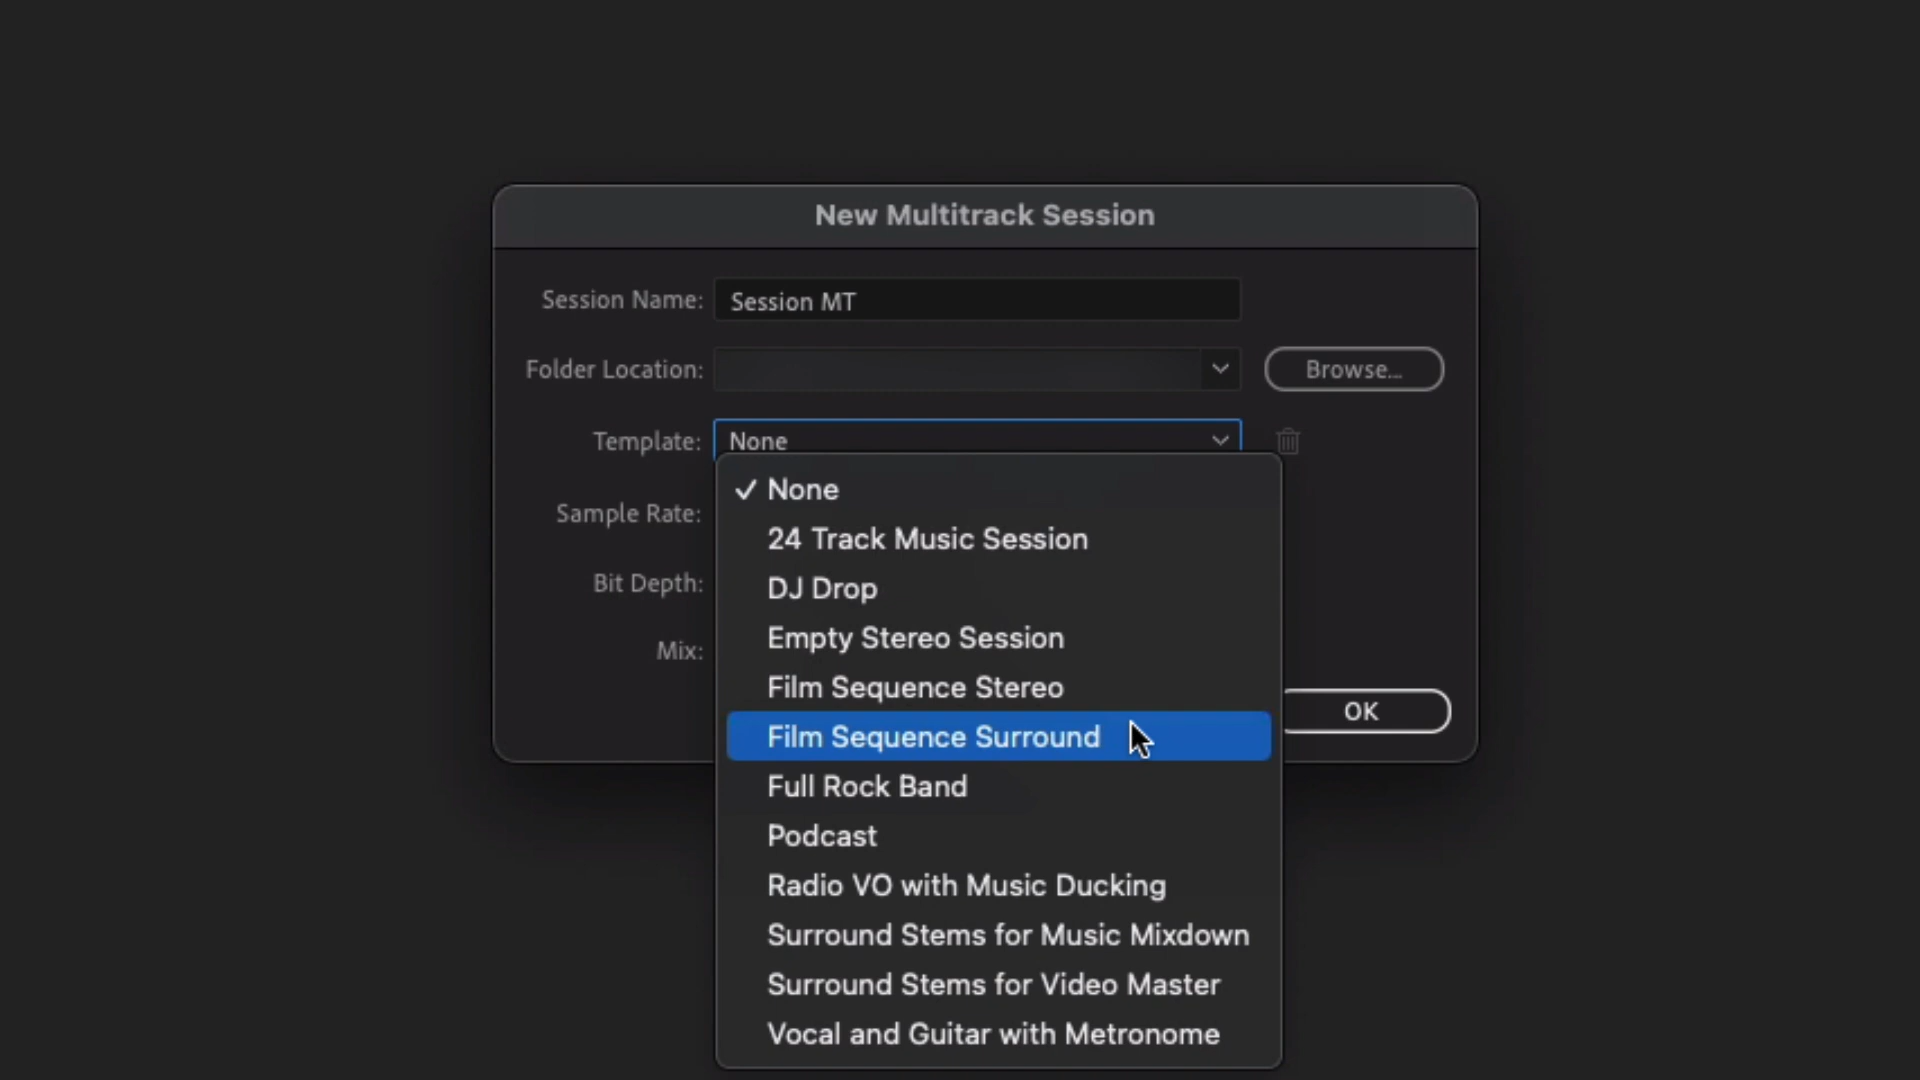 New Multitrack Session
Session Name: Session MT
Folder Location: Browse...
Template: None
✓ None
Sample Rate:
24 Track Music Session
Bit Depth:
DJ Drop
Empty Stereo Session
Mix:
Film Sequence Stereo
Film Sequence Surround
OK
Full Rock Band
Podcast
Radio VO with Music Ducking
Surround Stems for Music Mixdown
Surround Stems for Video Master
Vocal and Guitar with Metronome